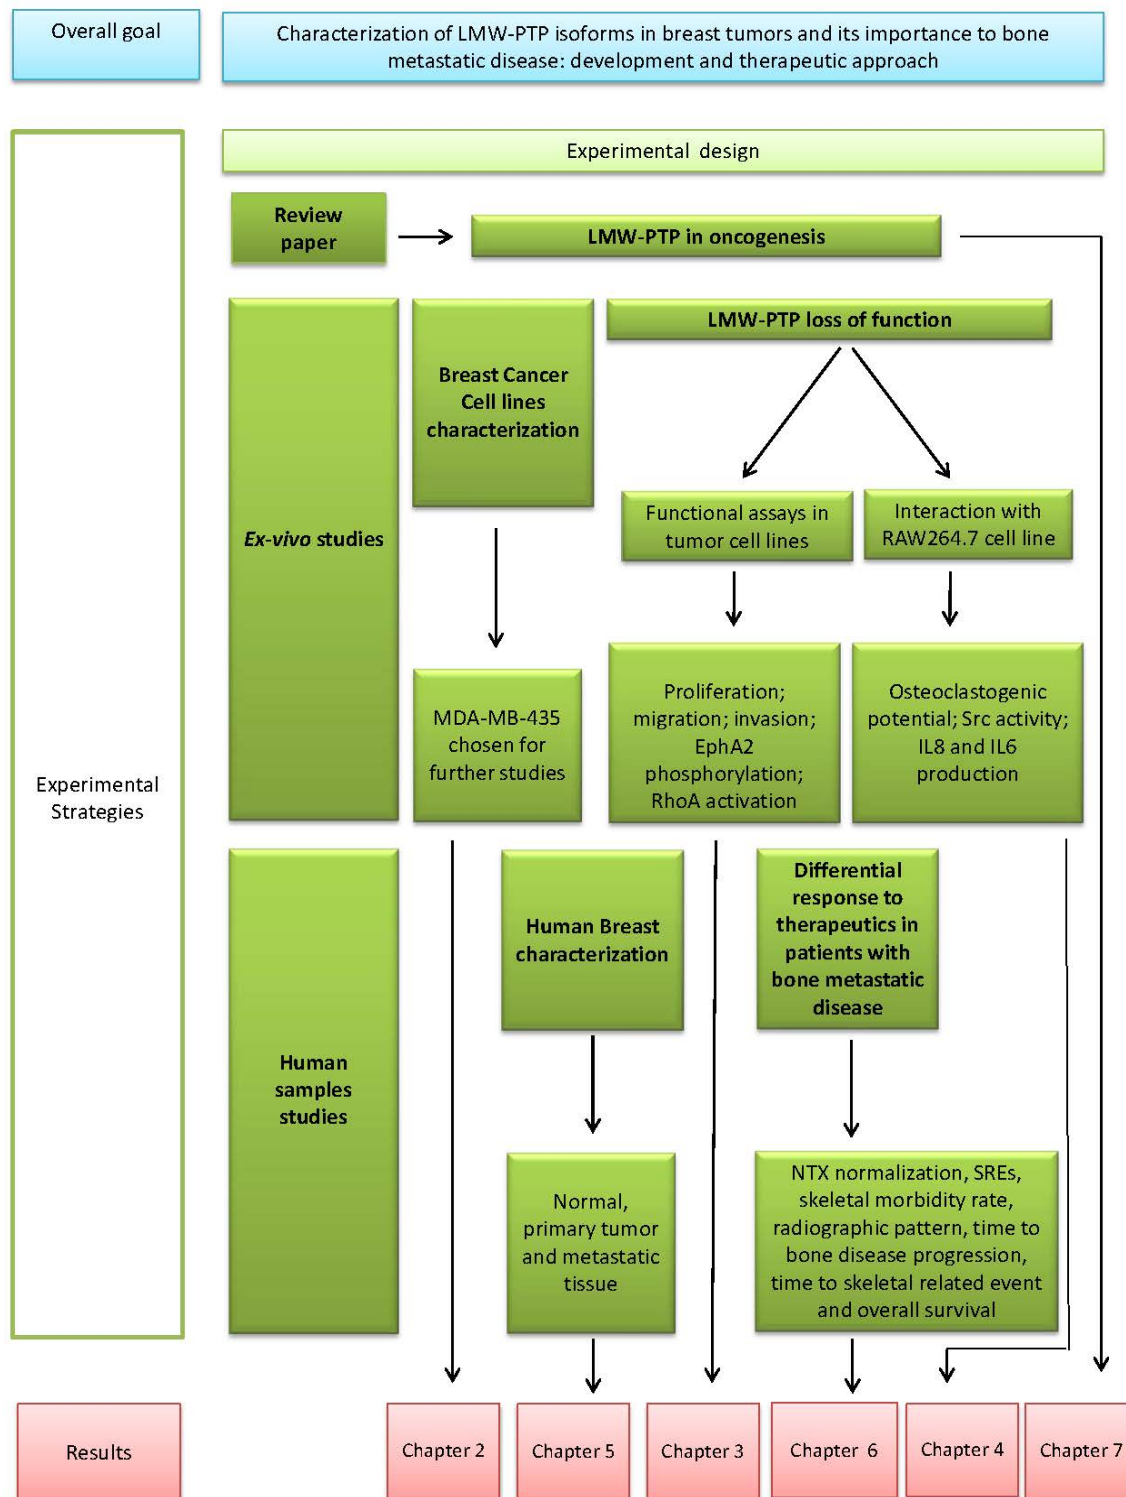 Overall goal
Characterization of LMW-PTP isoforms in breast tumors and its importance to bone
metastatic disease: development and therapeutic approach
Experimental design
Review
paper
LMW-PTP in oncogenesis
Experimental
Strategies
Ex-vivo studies
Breast Cancer
Cell lines
characterization
LMW-PTP loss of function
Functional assays in
tumor cell lines
Interaction with
RAW264.7 cell line
MDA-MB-435
chosen for
further studies
Proliferation;
migration; invasion;
EphA2
phosphorylation;
RhoA activation
Osteoclastogenic
potential; Src activity;
IL8 and IL6
production
Human
samples
studies
Human Breast
characterization
Differential
response to
therapeutics in
patients with
bone metastatic
disease
Normal,
primary tumor
and metastatic
tissue
NTX normalization, SREs,
skeletal morbidity rate,
radiographic pattern, time to
bone disease progression,
time to skeletal related event
and overall survival
Results
Chapter 2
Chapter 5
Chapter 3
Chapter 6
Chapter 4
Chapter 7